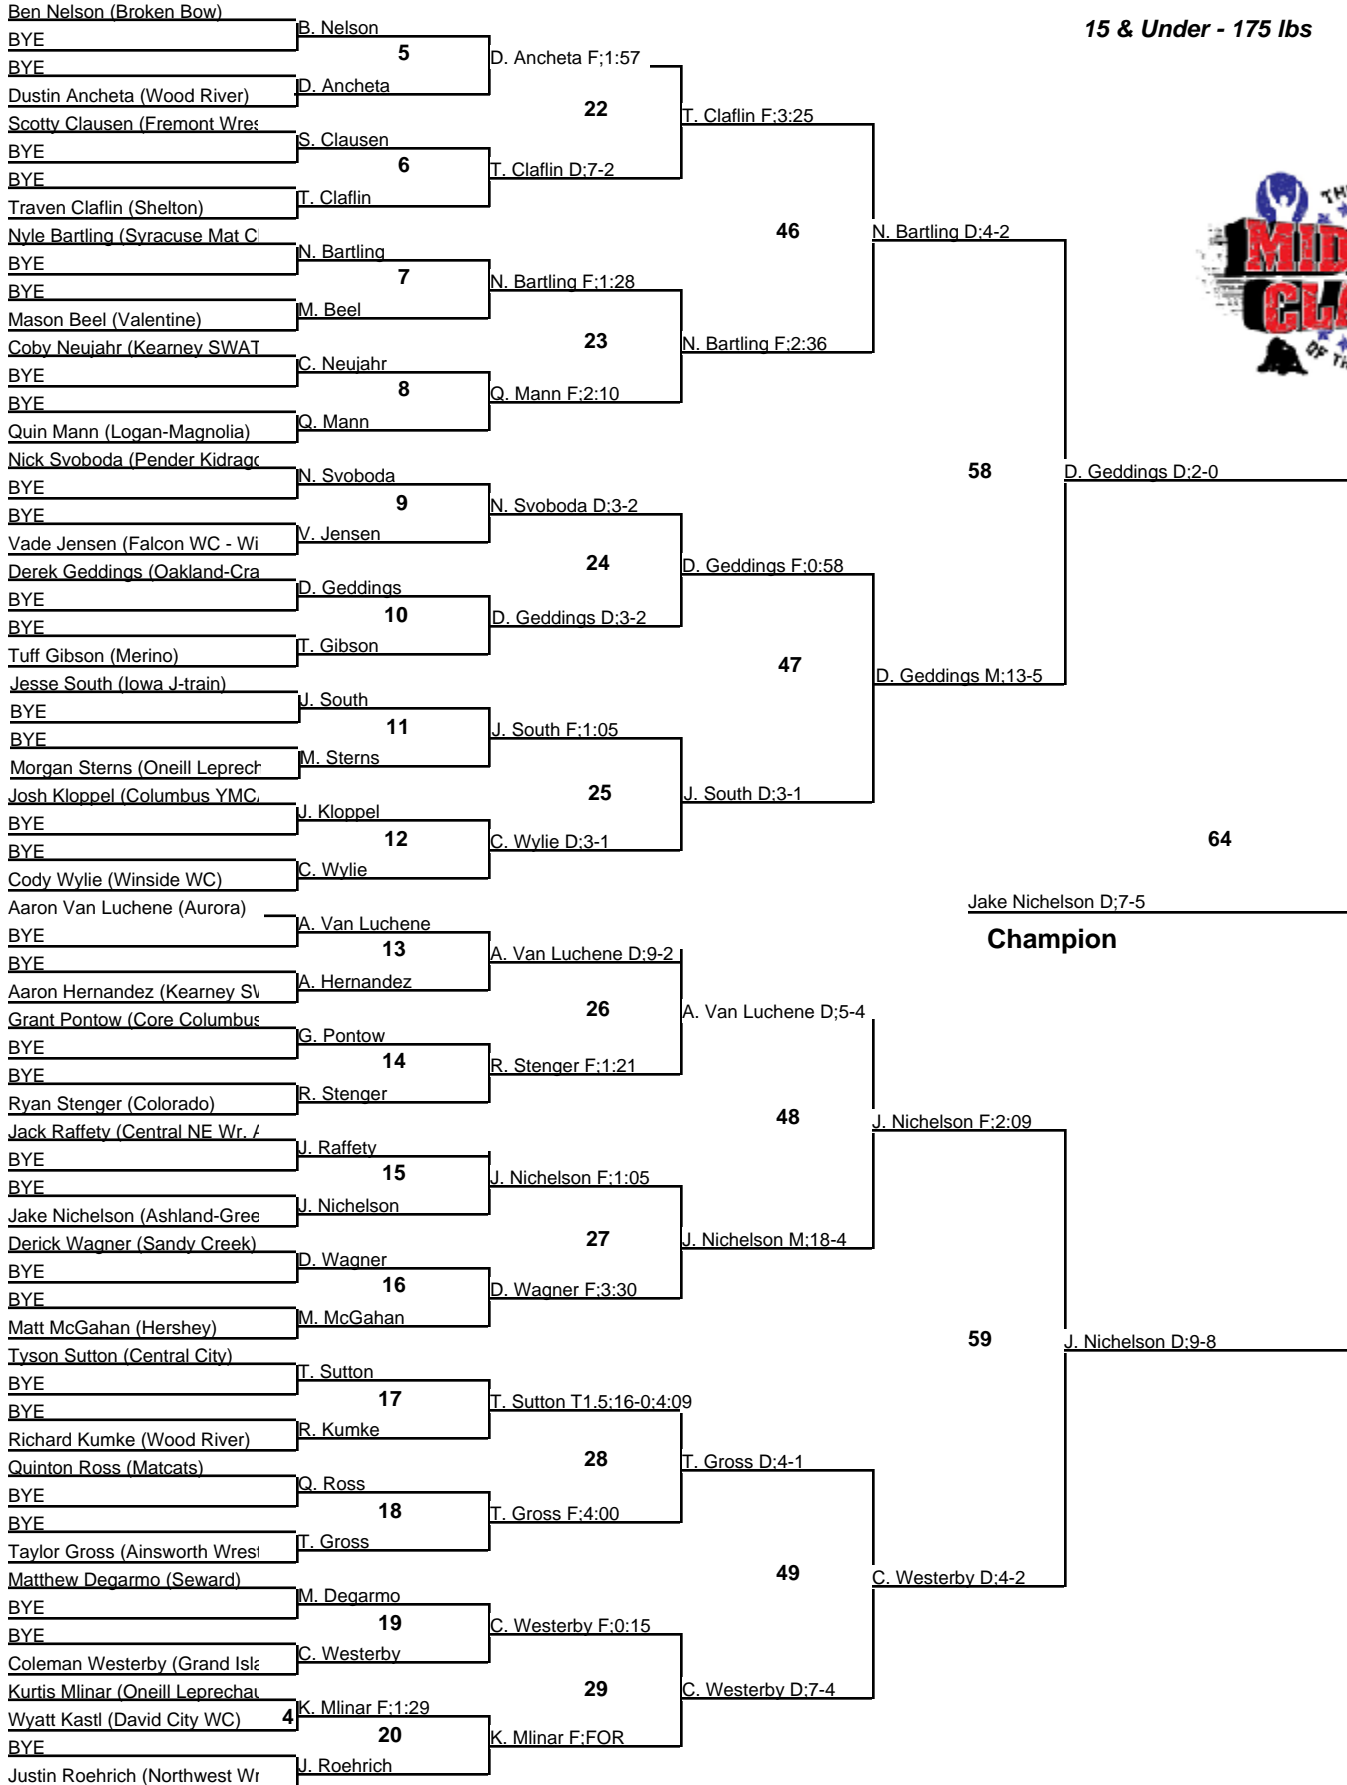 15 & Under - 175 lbs
Ben Nelson (Broken Bow)
BYE
BYE
Dustin Ancheta (Wood River)
Scotty Clausen (Fremont Wres
BYE
BYE
Traven Claflin (Shelton)
Nyle Bartling (Syracuse Mat C
BYE
BYE
Mason Beel (Valentine)
Coby Neujahr (Kearney SWAT
BYE
BYE
Quin Mann (Logan-Magnolia)
Nick Svoboda (Pender Kidrago
BYE
BYE
Vade Jensen (Falcon WC - Wi
Derek Geddings (Oakland-Cra
BYE
BYE
Tuff Gibson (Merino)
Jesse South (Iowa J-train)
BYE
BYE
Morgan Sterns (Oneill Leprech
Josh Kloppel (Columbus YMC
BYE
BYE
Cody Wylie (Winside WC)
Aaron Van Luchene (Aurora)
BYE
BYE
Aaron Hernandez (Kearney SW
Grant Pontow (Core Columbus
BYE
BYE
Ryan Stenger (Colorado)
Jack Raffety (Central NE Wr. A
BYE
BYE
Jake Nichelson (Ashland-Gree
Derick Wagner (Sandy Creek)
BYE
BYE
Matt McGahan (Hershey)
Tyson Sutton (Central City)
BYE
BYE
Richard Kumke (Wood River)
Quinton Ross (Matcats)
BYE
BYE
Taylor Gross (Ainsworth Wrest
Matthew Degarmo (Seward)
BYE
BYE
Coleman Westerby (Grand Isla
Kurtis Mlinar (Oneill Leprechau
Wyatt Kastl (David City WC)
BYE
Justin Roehrich (Northwest Wr
4
B. Nelson
5
D. Ancheta
S. Clausen
6
T. Claflin
N. Bartling
7
M. Beel
C. Neujahr
8
Q. Mann
N. Svoboda
9
V. Jensen
D. Geddings
10
T. Gibson
J. South
11
M. Sterns
J. Kloppel
12
C. Wylie
A. Van Luchene
13
A. Hernandez
G. Pontow
14
R. Stenger
J. Raffety
15
J. Nichelson
D. Wagner
16
M. McGahan
T. Sutton
17
R. Kumke
Q. Ross
18
T. Gross
M. Degarmo
19
C. Westerby
K. Mlinar F;1:29
20
J. Roehrich
D. Ancheta F;1:57
22
T. Claflin D;7-2
N. Bartling F;1:28
23
Q. Mann F;2:10
N. Svoboda D;3-2
24
D. Geddings D;3-2
J. South F;1:05
25
C. Wylie D;3-1
A. Van Luchene D;9-2
26
R. Stenger F;1:21
J. Nichelson F;1:05
27
D. Wagner F;3:30
T. Sutton T1.5;16-0;4:09
28
T. Gross F;4:00
C. Westerby F;0:15
29
K. Mlinar F;FOR
T. Claflin F;3:25
46
N. Bartling F;2:36
D. Geddings F;0:58
47
J. South D;3-1
A. Van Luchene D;5-4
48
J. Nichelson M;18-4
T. Gross D;4-1
49
C. Westerby D;7-4
N. Bartling D;4-2
58
D. Geddings M;13-5
J. Nichelson F;2:09
59
C. Westerby D;4-2
D. Geddings D;2-0
64
J. Nichelson D;9-8
Jake Nichelson D;7-5
Champion
TH
MID
CLA
OF TH